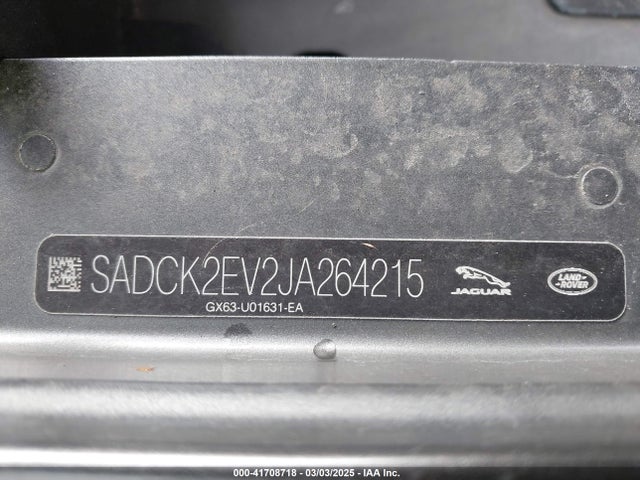 SADCK2EV2JA264215
GX63-U01631-EA
JAGUAR
LAND-
-ROVER
000-41708718 - 03/03/2025 - IAA Inc.